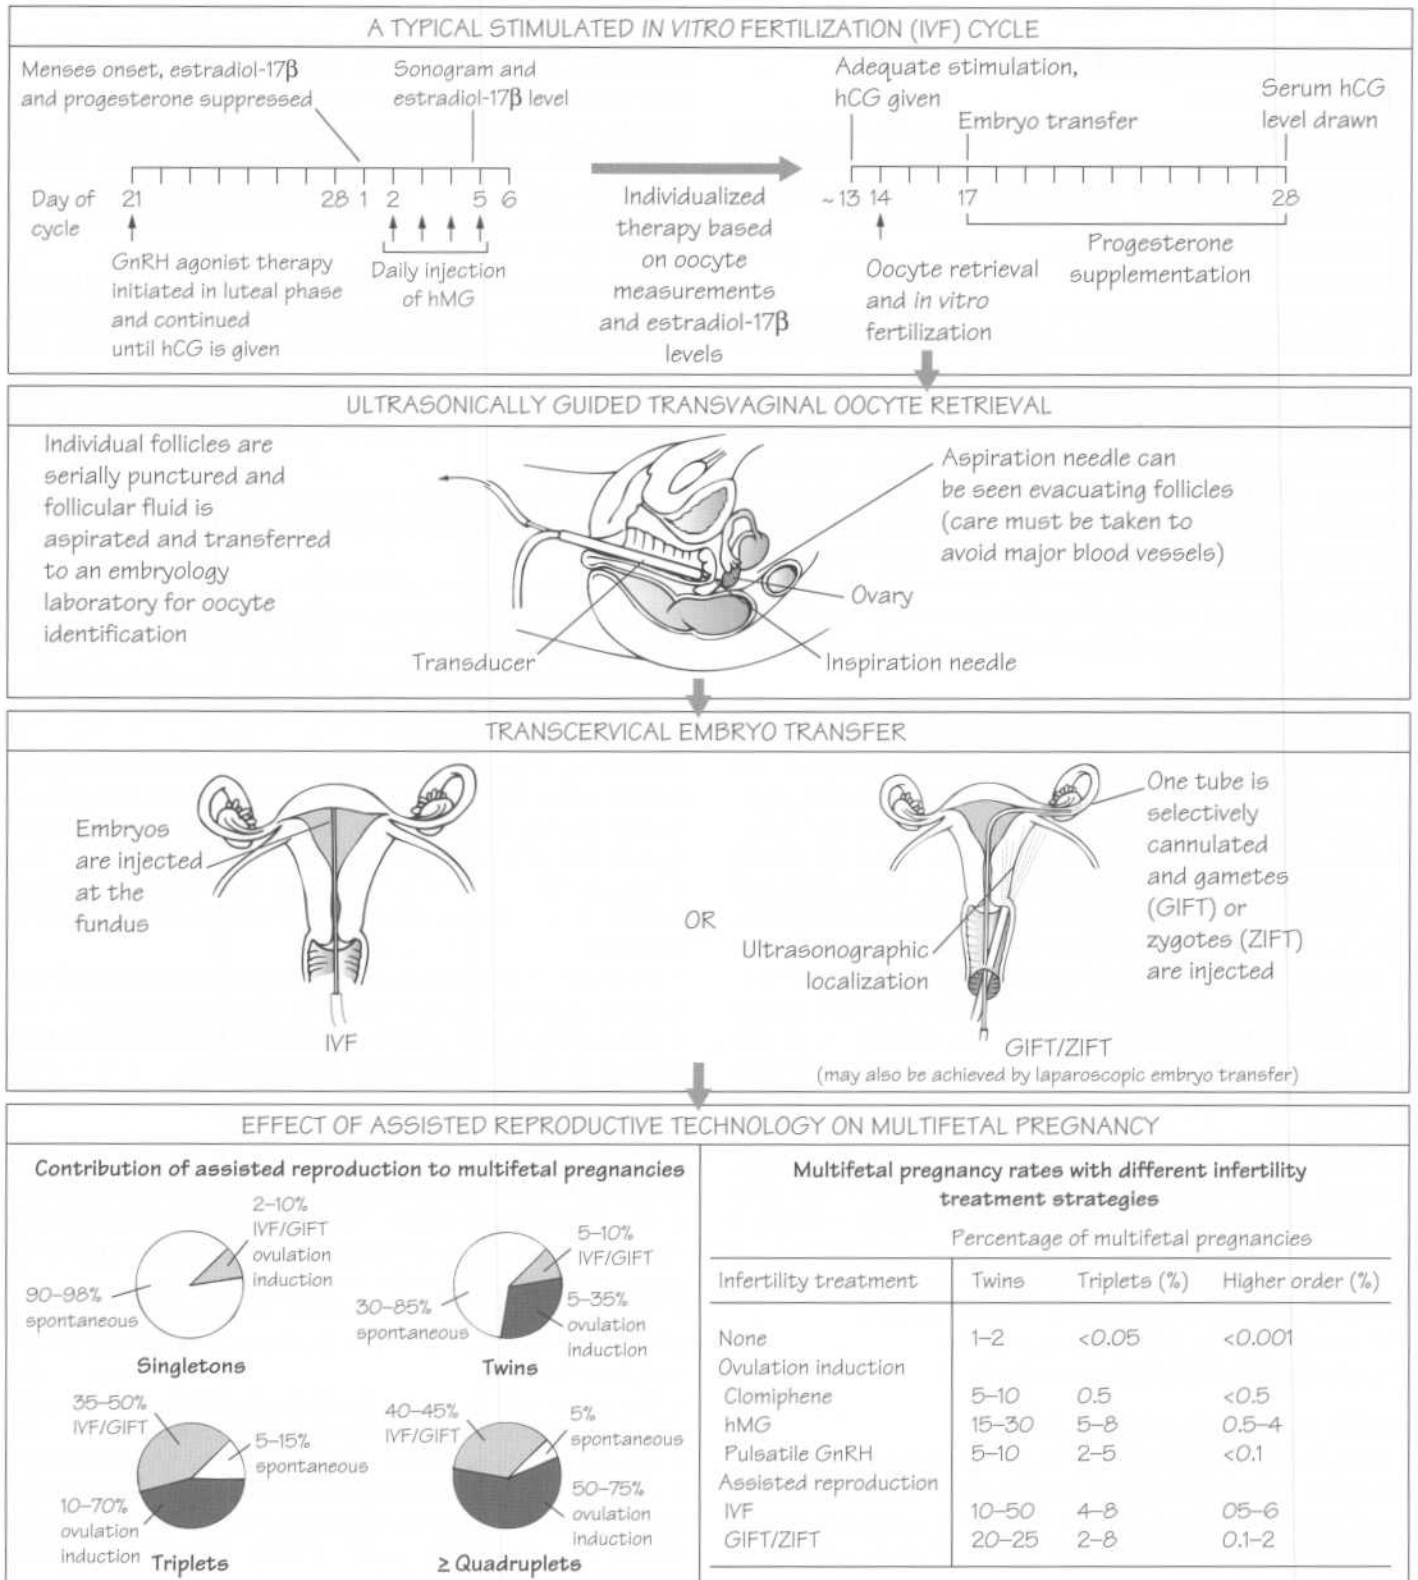 A TYPICAL STIMULATED IN VITRO FERTILIZATION (IVF) CYCLE
Menses onset, estradiol-17β
and progesterone suppressed
Sonogram and
estradiol-17β level
Adequate stimulation,
hCG given
Embryo transfer
Serum hCG
level drawn
Day of
cycle
21
28 1 2 5 6
~13 14 17 28
GnRH agonist therapy
initiated in luteal phase
and continued
until hCG is given
Daily injection
of hMG
Individualized
therapy based
on oocyte
measurements
and estradiol-17β
levels
Oocyte retrieval
and in vitro
fertilization
Progesterone
supplementation
ULTRASONICALLY GUIDED TRANSVAGINAL OOCYTE RETRIEVAL
Individual follicles are
serially punctured and
follicular fluid is
aspirated and transferred
to an embryology
laboratory for oocyte
identification
Aspiration needle can
be seen evacuating follicles
(care must be taken to
avoid major blood vessels)
Ovary
Transducer
Inspiration needle
TRANSCERVICAL EMBRYO TRANSFER
Embryos
are injected
at the
fundus
IVF
OR
One tube is
selectively
cannulated
and gametes
(GIFT) or
zygotes (ZIFT)
are injected
Ultrasonographic
localization
GIFT/ZIFT
(may also be achieved by laparoscopic embryo transfer)
EFFECT OF ASSISTED REPRODUCTIVE TECHNOLOGY ON MULTIFETAL PREGNANCY
Contribution of assisted reproduction to multifetal pregnancies
2–10%
IVF/GIFT
ovulation
induction
90–98%
spontaneous
Singletons
5–10%
IVF/GIFT
30–85%
spontaneous
5–35%
ovulation
induction
Twins
35–50%
IVF/GIFT
5–15%
spontaneous
10–70%
ovulation
induction
Triplets
40–45%
IVF/GIFT
5%
spontaneous
50–75%
ovulation
induction
≥ Quadruplets
Multifetal pregnancy rates with different infertility
treatment strategies
Percentage of multifetal pregnancies
Infertility treatment Twins Triplets (%) Higher order (%)
None 1–2 <0.05 <0.001
Ovulation induction
Clomiphene 5–10 0.5 <0.5
hMG 15–30 5–8 0.5–4
Pulsatile GnRH 5–10 2–5 <0.1
Assisted reproduction
IVF 10–50 4–8 05–6
GIFT/ZIFT 20–25 2–8 0.1–2